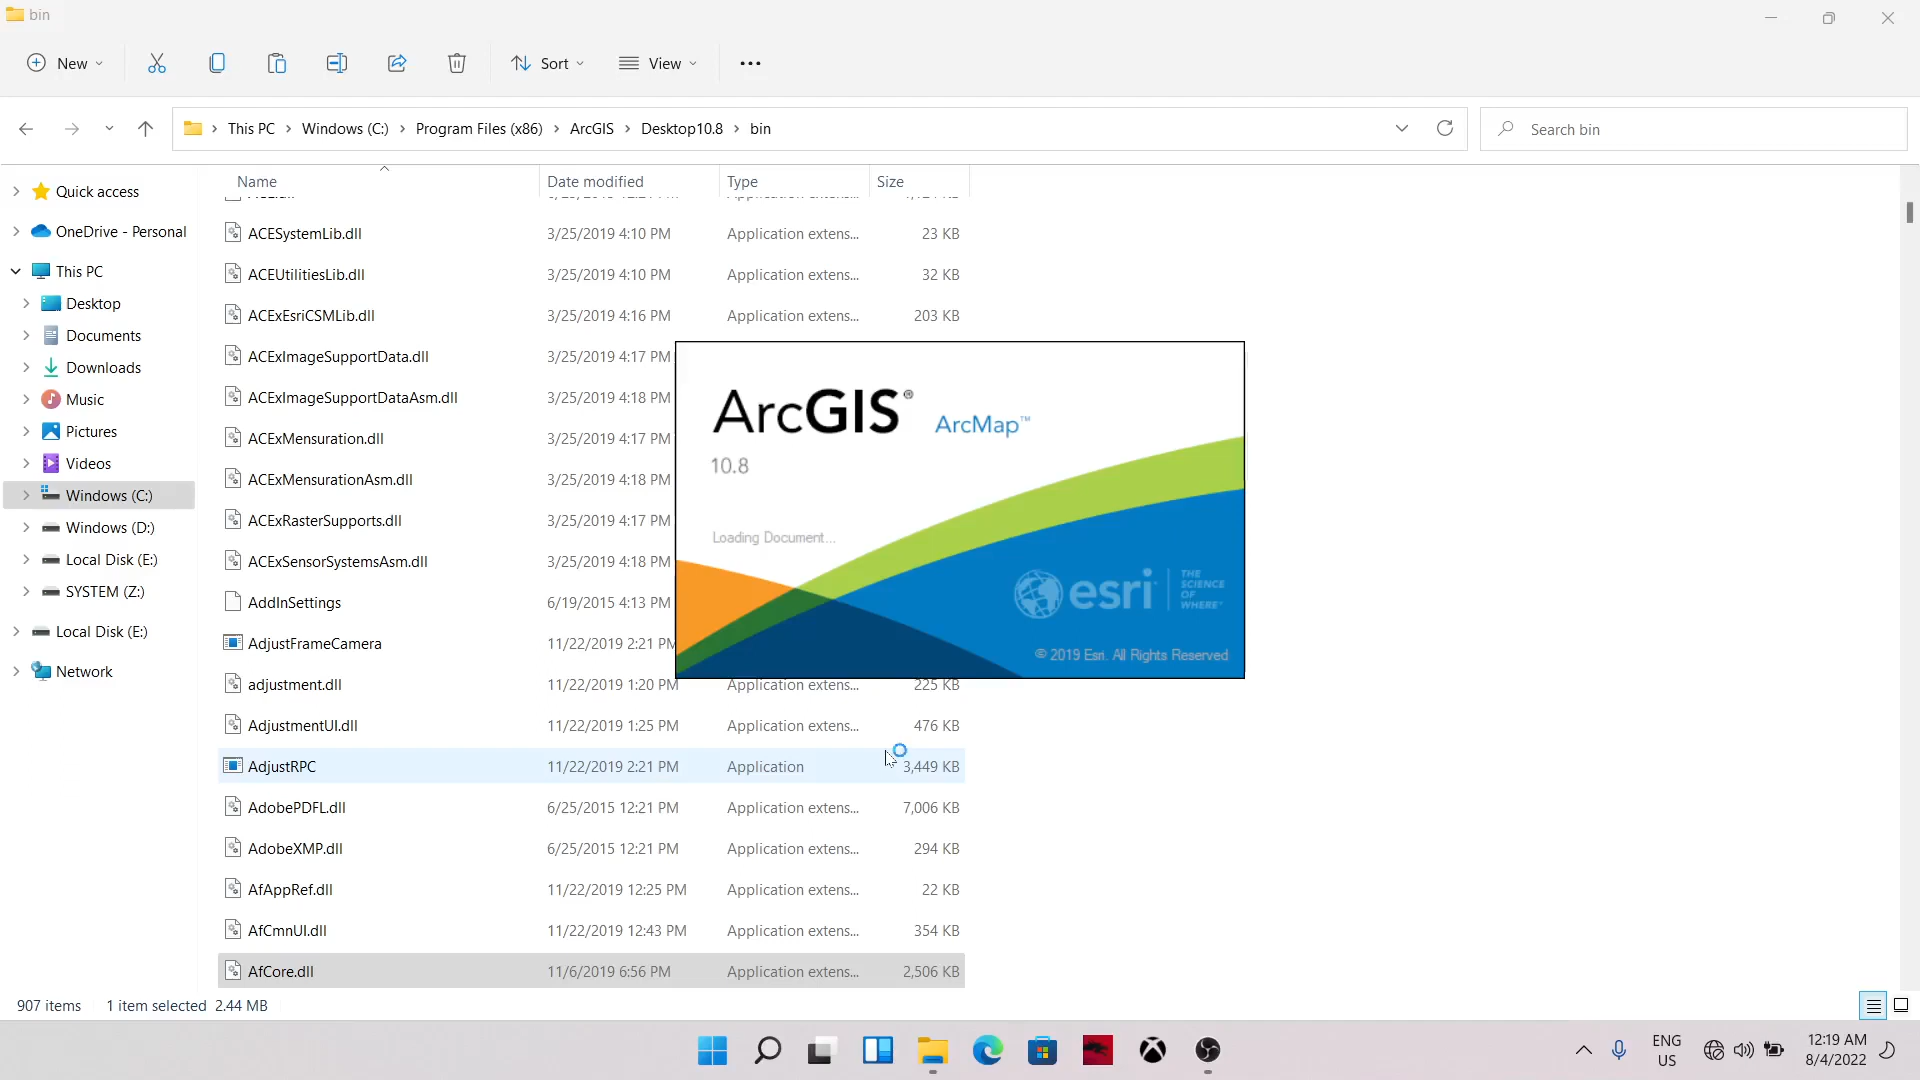 bin
New
Sort
View
This PC
Windows (C:)
Program Files (x86)
ArcGIS
Desktop10.8
bin
Search bin
Name
Date modified
Type
Size
Quick access
OneDrive - Personal
This PC
Desktop
Documents
Downloads
Music
Pictures
Videos
Windows (C:)
Windows (D:)
Local Disk (E:)
SYSTEM (Z:)
Local Disk (E:)
Network
ACESystemLib.dll 3/25/2019 4:10 PM Application extens... 23 KB
ACEUtilitiesLib.dll 3/25/2019 4:10 PM Application extens... 32 KB
ACExEsriCSMLib.dll 3/25/2019 4:16 PM Application extens... 203 KB
ACExImageSupportData.dll 3/25/2019 4:17 PM
ACExImageSupportDataAsm.dll 3/25/2019 4:18 PM
ACExMensuration.dll 3/25/2019 4:17 PM
ACExMensurationAsm.dll 3/25/2019 4:18 PM
ACExRasterSupports.dll 3/25/2019 4:17 PM
ACExSensorSystemsAsm.dll 3/25/2019 4:18 PM
AddInSettings 6/19/2015 4:13 PM
AdjustFrameCamera 11/22/2019 2:21 PM
adjustment.dll 11/22/2019 1:20 PM Application extens... 225 KB
AdjustmentUI.dll 11/22/2019 1:25 PM Application extens... 476 KB
AdjustRPC 11/22/2019 2:21 PM Application 3,449 KB
AdobePDFL.dll 6/25/2015 12:21 PM Application extens... 7,006 KB
AdobeXMP.dll 6/25/2015 12:21 PM Application extens... 294 KB
AfAppRef.dll 11/22/2019 12:25 PM Application extens... 22 KB
AfCmnUI.dll 11/22/2019 12:43 PM Application extens... 354 KB
AfCore.dll 11/6/2019 6:56 PM Application extens... 2,506 KB
ArcGIS® ArcMap™
10.8
Loading Document...
esri
THE
SCIENCE
OF
WHERE™
© 2019 Esri. All Rights Reserved
907 items 1 item selected 2.44 MB
ENG
US
12:19 AM
8/4/2022